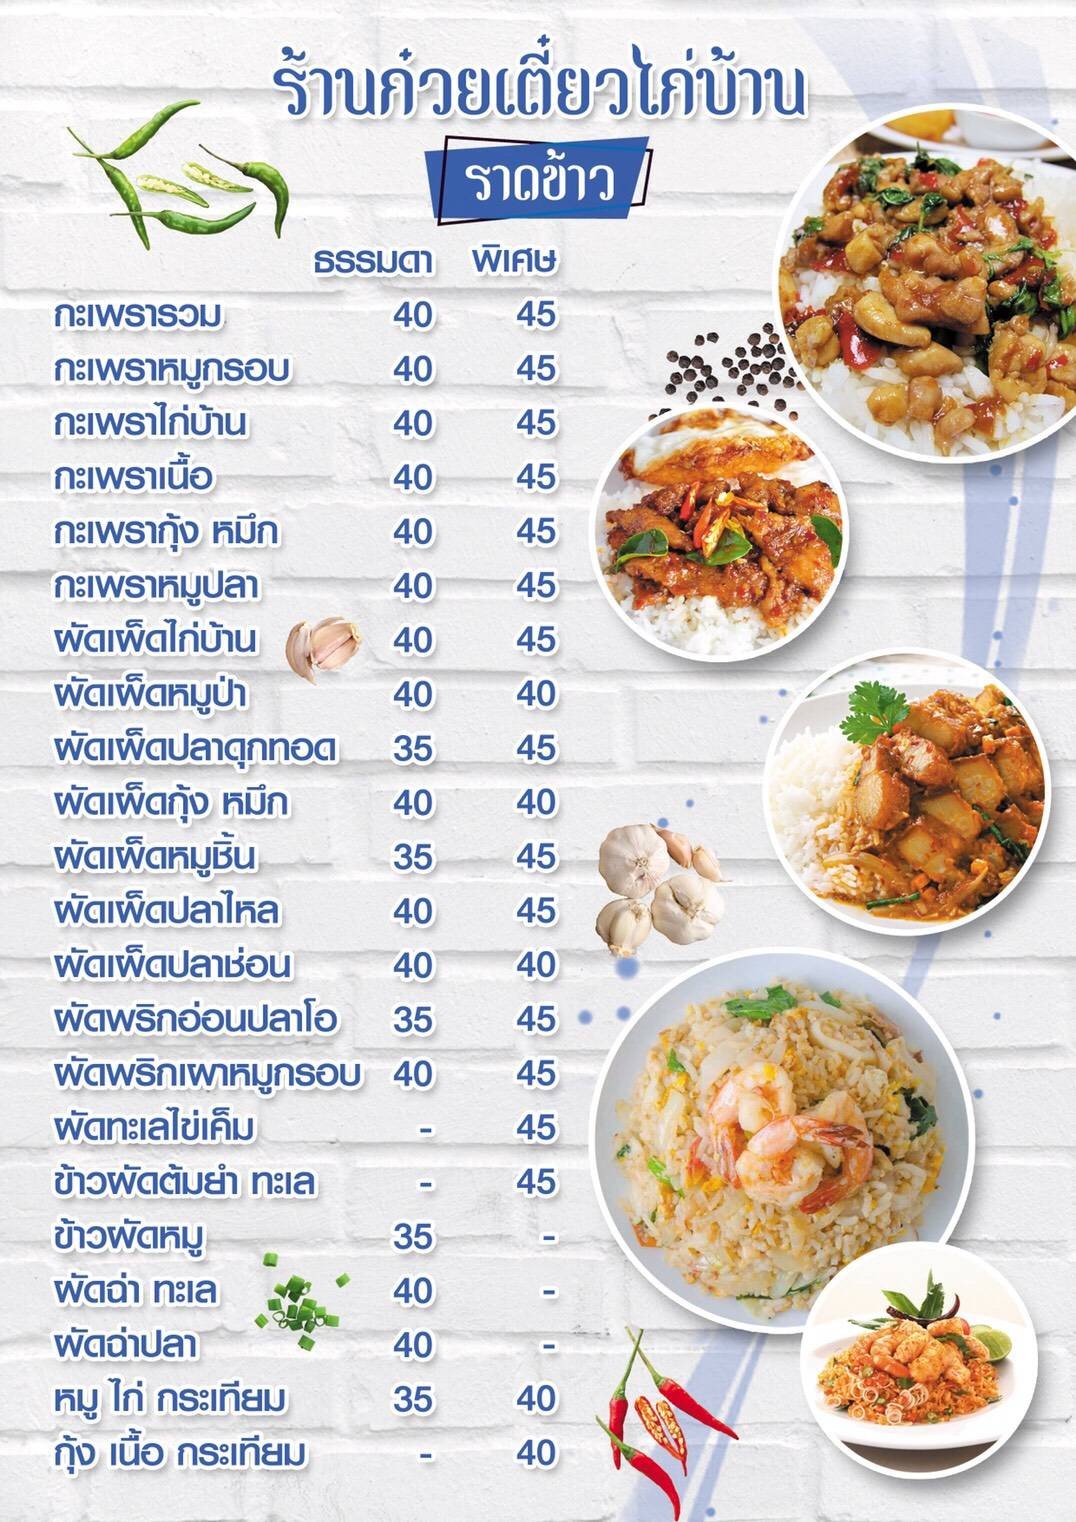 ร้านก๋วยเตี๋ยวไก่บ้าน
ราดข้าว
ธรรมดา พิเศษ
กะเพรารวม 40 45
กะเพราหมูกรอบ 40 45
กะเพราไก่บ้าน 40 45
กะเพราเนื้อ 40 45
กะเพรากุ้ง หมึก 40 45
กะเพราหมูปลา 40 45
ผัดเผ็ดไก่บ้าน 40 45
ผัดเผ็ดหมูป่า 40 40
ผัดเผ็ดปลาดุกทอด 35 45
ผัดเผ็ดกุ้ง หมึก 40 40
ผัดเผ็ดหมูชิ้น 35 45
ผัดเผ็ดปลาไหล 40 45
ผัดเผ็ดปลาช่อน 40 40
ผัดพริกอ่อนปลาโอ 35 45
ผัดพริกเผาหมูกรอบ 40 45
ผัดทะเลไข่เค็ม - 45
ข้าวผัดต้มยำ ทะเล - 45
ข้าวผัดหมู 35 -
ผัดฉ่า ทะเล 40 -
ผัดฉ่าปลา 40 -
หมู ไก่ กระเทียม 35 40
กุ้ง เนื้อ กระเทียม - 40